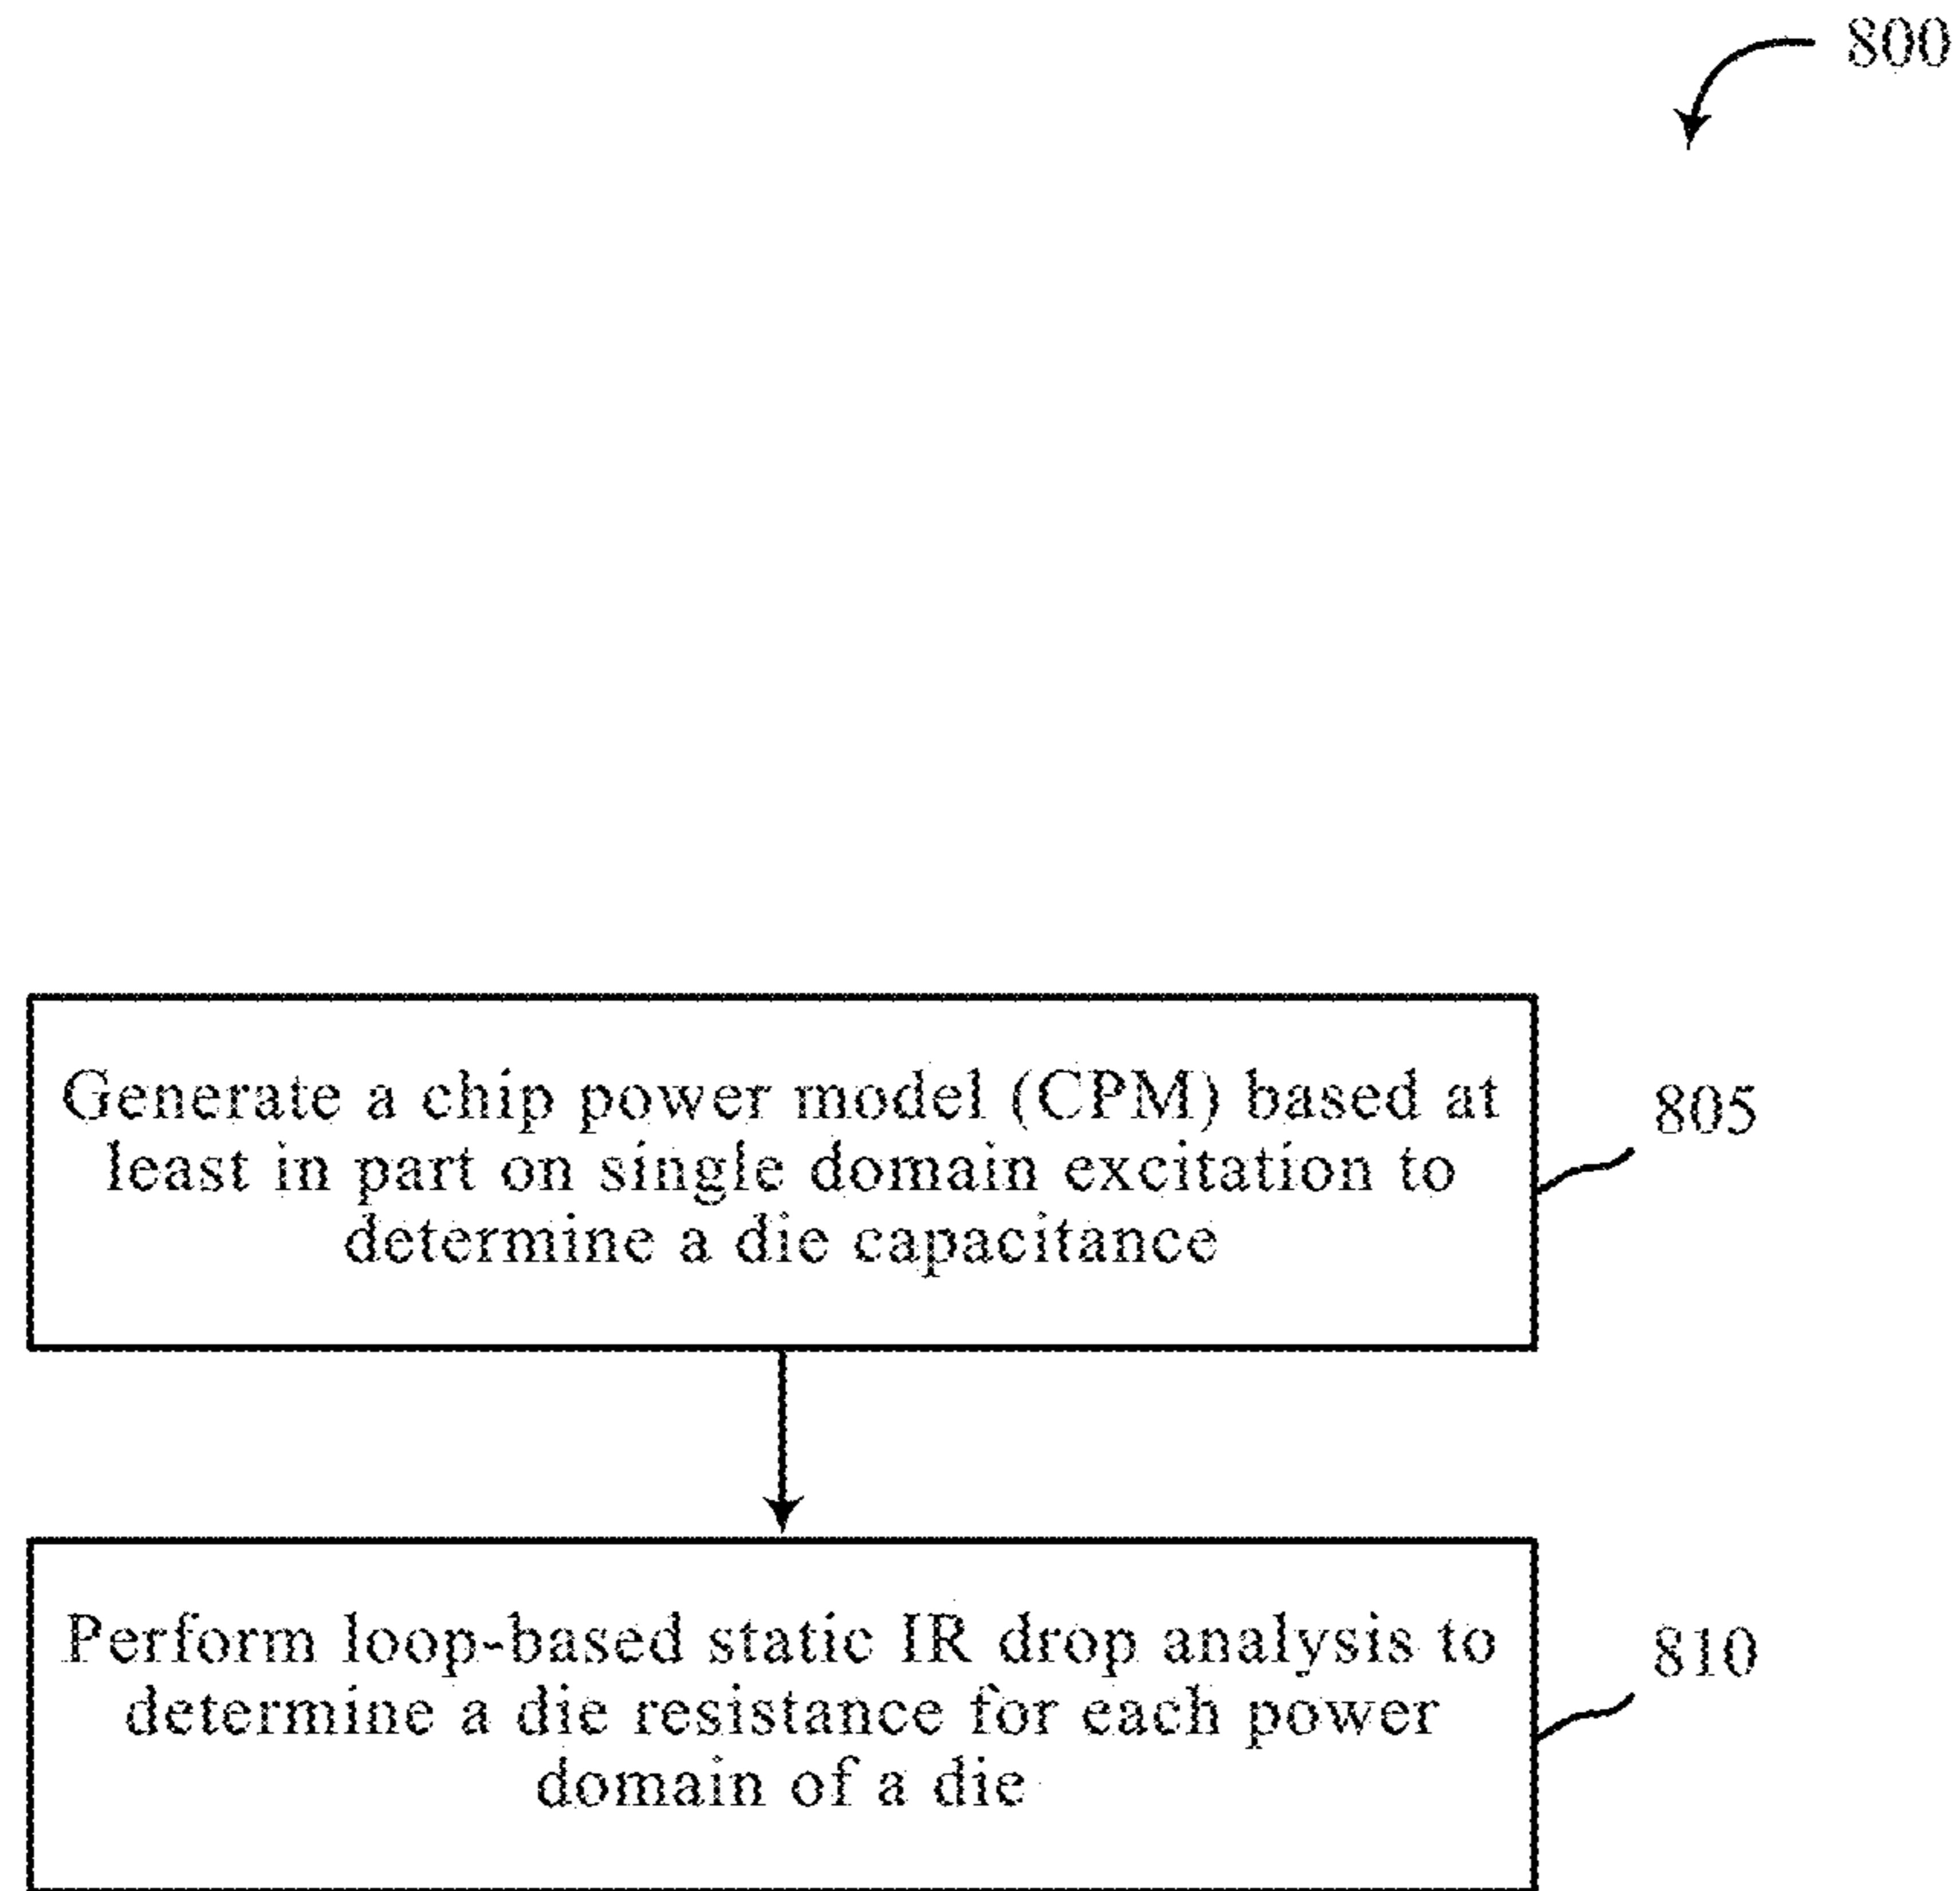 800
Generate a chip power model (CPM) based at
least in part on single domain excitation to
determine a die capacitance
805
Perform loop-based static IR drop analysis to
determine a die resistance for each power
domain of a die
810